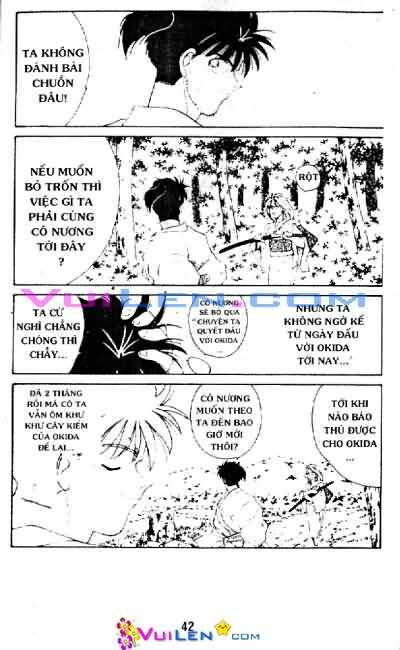 TA KHÔNG
ĐÀNH BÀI
CHUỒN
ĐÂU!
NẾU MUỐN
BỎ TRỐN THÌ
VIỆC GÌ TA
PHẢI CÙNG
CÔ NƯƠNG
TỚI ĐÂY
?
RỘT
NHƯNG TA
KHÔNG NGỜ KỂ
TỪ NGÀY ĐẤU
VỚI OKIDA
TỚI NAY...
CÔ NƯƠNG
SẼ BỎ QUA
CHUYỆN TA
QUYẾT ĐẤU
VỚI OKIDA
TA CỨ
NGHĨ CHẲNG
CHÓNG THÌ
CHẦY...
VUILEN.COM
TỚI KHI
NÀO BÁO
THÙ ĐƯỢC
CHO OKIDA
...
CÔ NƯƠNG
MUỐN THEO
TA ĐẾN BAO
GIỜ MỚI
THÔI?
ĐÃ 2 THÁNG
RỒI MÀ CÔ TA
VẪN ÔM KHƯ
KHƯ CÂY KIẾM
CỦA OKIDA
ĐỂ LẠI...
42
VUILEN.COM